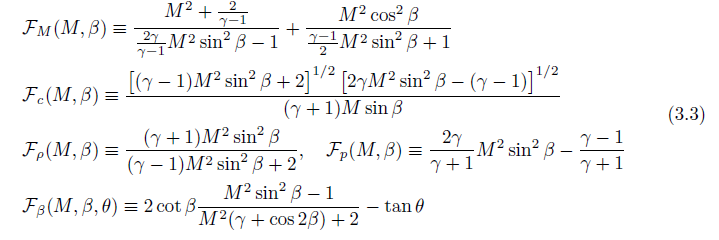 F_M(M, β) ≡ (M² + 2/(γ−1)) / ((2γ/(γ−1)) M² sin² β − 1) + (M² cos² β) / (((γ−1)/2) M² sin² β + 1)
F_c(M, β) ≡ [(γ − 1)M² sin² β + 2]^{1/2} [2γM² sin² β − (γ − 1)]^{1/2} / ((γ + 1)M sin β)
(3.3)
F_ρ(M, β) ≡ ((γ + 1)M² sin² β) / ((γ − 1)M² sin² β + 2), F_p(M, β) ≡ (2γ/(γ + 1)) M² sin² β − (γ − 1)/(γ + 1)
F_β(M, β, θ) ≡ 2 cot β (M² sin² β − 1) / (M²(γ + cos 2β) + 2) − tan θ